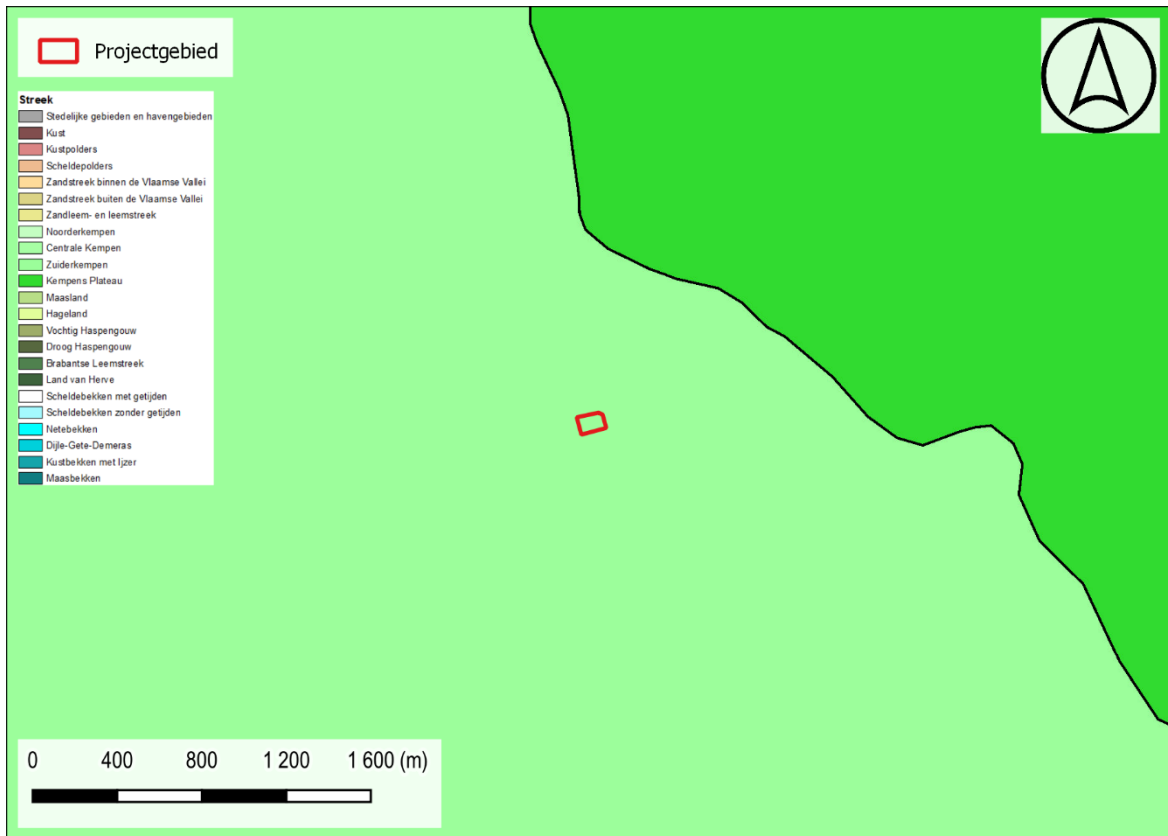 Projectgebied
Streek
Stedelijke gebieden en havengebieden
Kust
Kustpolders
Scheldepolders
Zandstreek binnen de Vlaamse Vallei
Zandstreek buiten de Vlaamse Vallei
Zandleem- en leemstreek
Noorderkempen
Centrale Kempen
Zuiderkempen
Kempens Plateau
Maasland
Hageland
Vochtig Haspengouw
Droog Haspengouw
Brabantse Leemstreek
Land van Herve
Scheldebekken met getijden
Scheldebekken zonder getijden
Netebekken
Dijle-Gete-Demeras
Kustbekken met Ijzer
Maasbekken
0 400 800 1 200 1 600 (m)